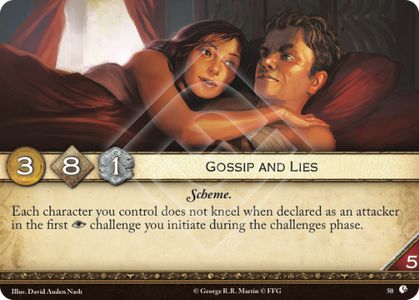 3 8 1 GOSSIP AND LIES
Scheme.
Each character you control does not kneel when declared as an attacker
in the first challenge you initiate during the challenges phase.
5
Illus. David Auden Nash © George R.R. Martin © FFG 50